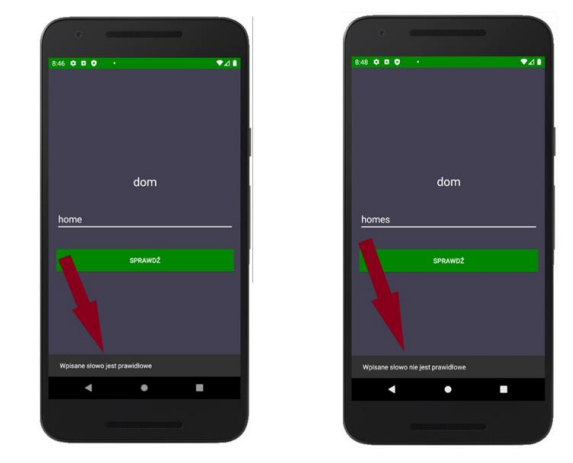 8:46
dom
home
SPRAWDŹ
Wpisane słowo jest prawidłowe
8:48
dom
homes
SPRAWDŹ
Wpisane słowo nie jest prawidłowe